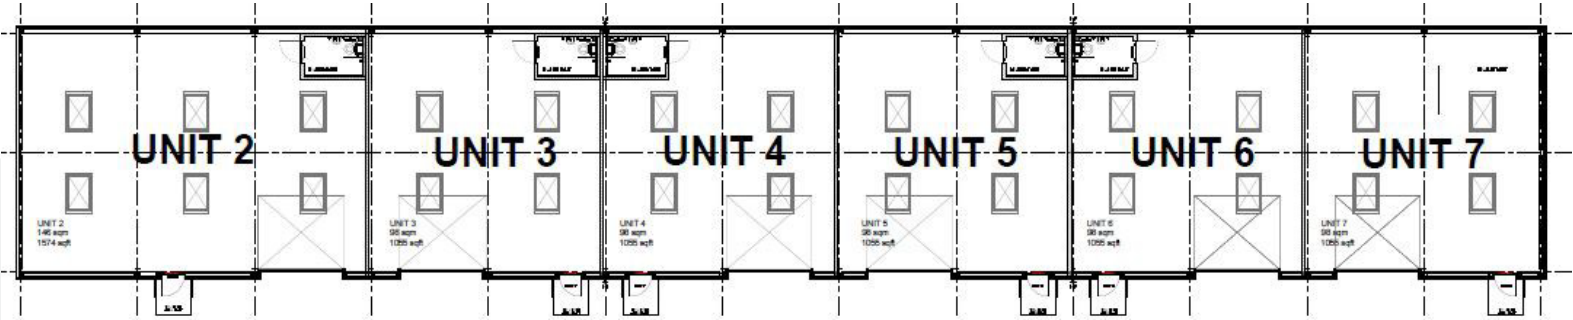 UNIT 2
UNIT 3
UNIT 4
UNIT 5
UNIT 6
UNIT 7
UNIT 2
146 sqm
1574 sqft
UNIT 3
98 sqm
1055 sqft
UNIT 4
98 sqm
1055 sqft
UNIT 5
98 sqm
1055 sqft
UNIT 6
98 sqm
1055 sqft
UNIT 7
98 sqm
1055 sqft